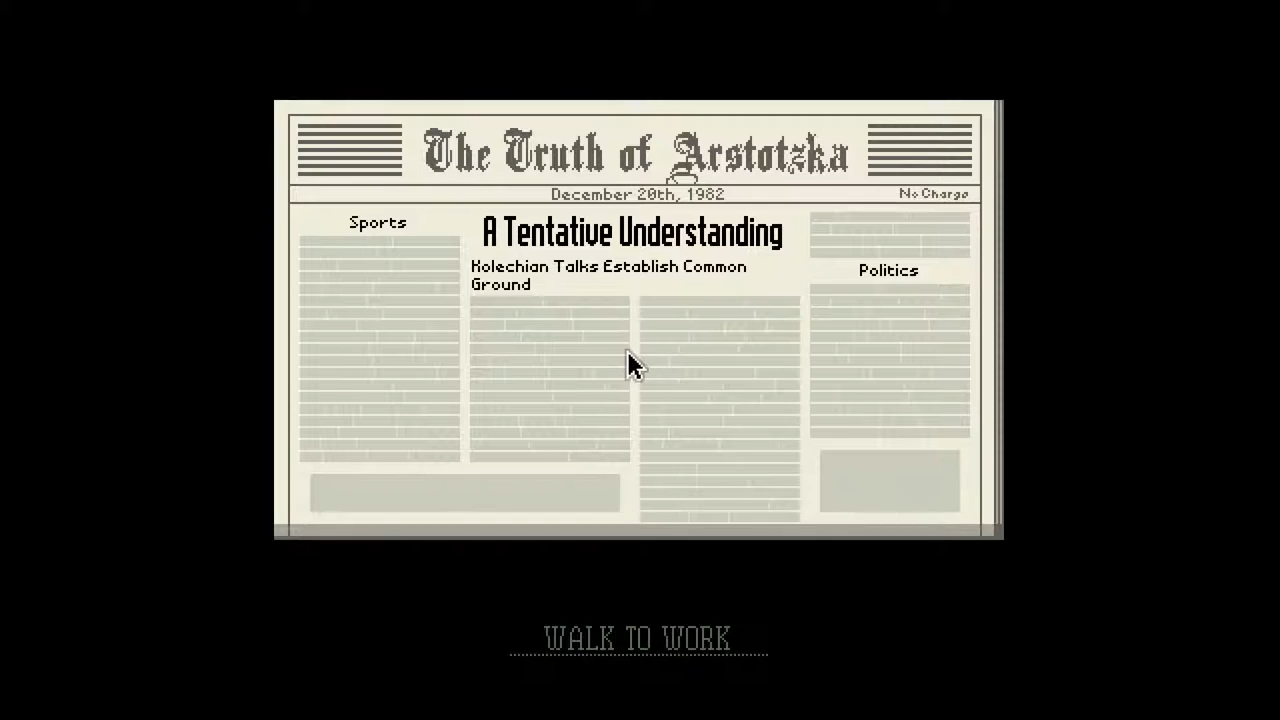 The Truth of Arstotzka
December 20th, 1982
No Charge
Sports
A Tentative Understanding
Kolechian Talks Establish Common
Ground
Politics
WALK TO WORK